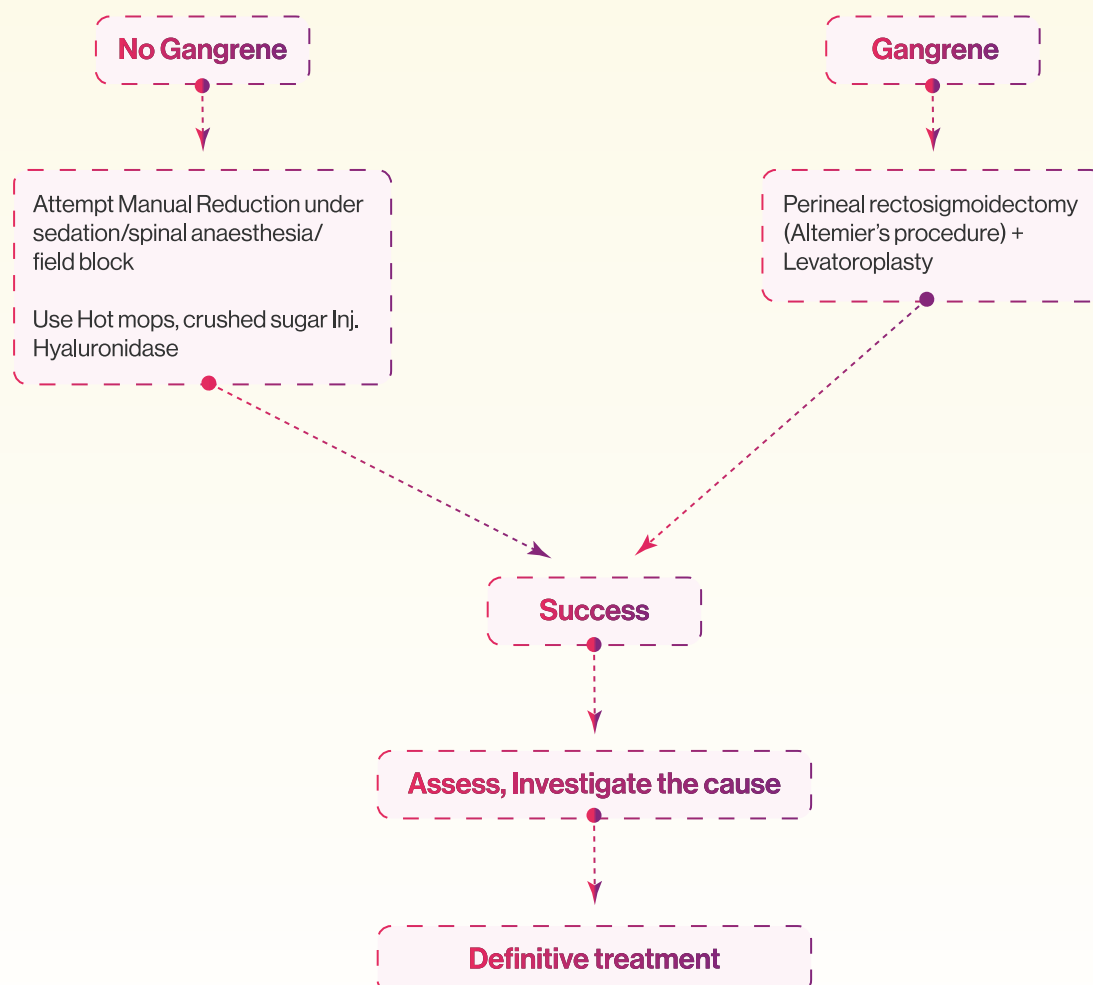 No Gangrene
Gangrene
Attempt Manual Reduction under
sedation/spinal anaesthesia/
field block
Use Hot mops, crushed sugar Inj.
Hyaluronidase
Perineal rectosigmoidectomy
(Altemier's procedure) +
Levatoroplasty
Success
Assess, Investigate the cause
Definitive treatment